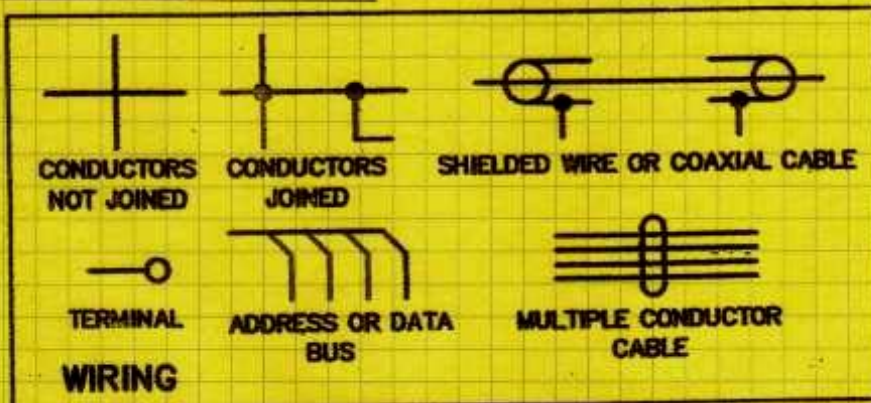 CONDUCTORS
NOT JOINED
CONDUCTORS
JOINED
SHIELDED WIRE OR COAXIAL CABLE
TERMINAL
ADDRESS OR DATA
BUS
MULTIPLE CONDUCTOR
CABLE
WIRING